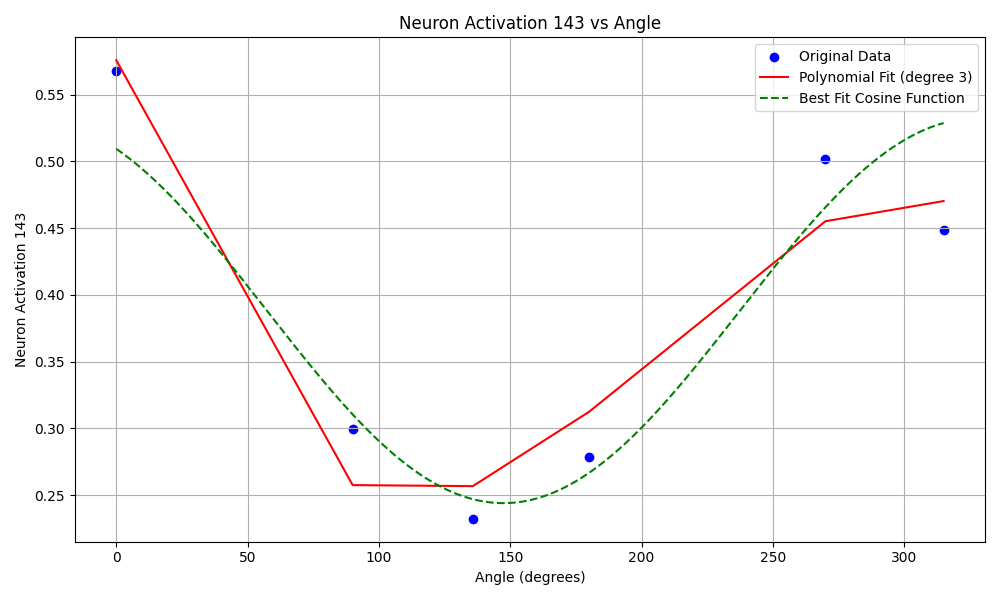 Neuron Activation 143 vs Angle
Original Data
Polynomial Fit (degree 3)
Best Fit Cosine Function
Neuron Activation 143
0.55
0.50
0.45
0.40
0.35
0.30
0.25
0 50 100 150 200 250 300
Angle (degrees)